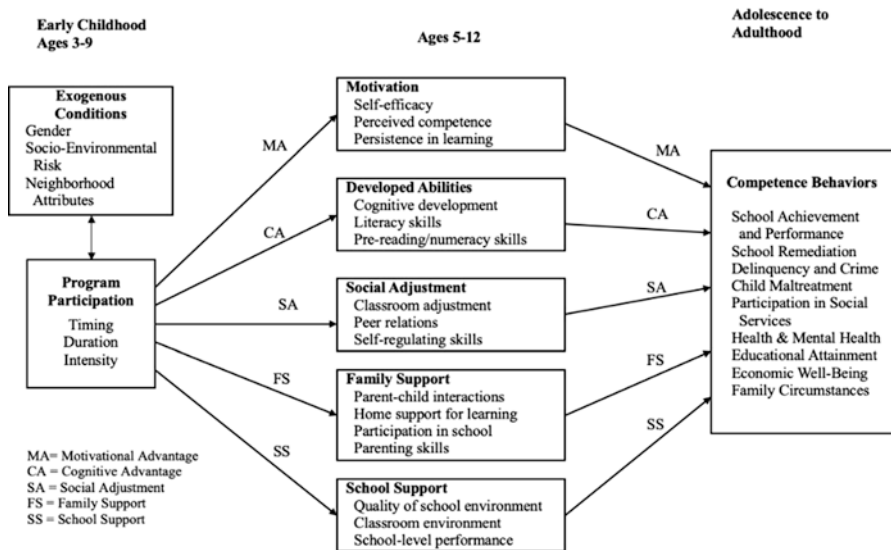 Early Childhood
Ages 3-9
Ages 5-12
Adolescence to
Adulthood
Exogenous
Conditions
Gender
Socio-Environmental
Risk
Neighborhood
Attributes
Program
Participation
Timing
Duration
Intensity
MA
CA
SA
FS
SS
Motivation
Self-efficacy
Perceived competence
Persistence in learning
Developed Abilities
Cognitive development
Literacy skills
Pre-reading/numeracy skills
Social Adjustment
Classroom adjustment
Peer relations
Self-regulating skills
Family Support
Parent-child interactions
Home support for learning
Participation in school
Parenting skills
School Support
Quality of school environment
Classroom environment
School-level performance
MA
CA
SA
FS
SS
Competence Behaviors
School Achievement
and Performance
School Remediation
Delinquency and Crime
Child Maltreatment
Participation in Social
Services
Health & Mental Health
Educational Attainment
Economic Well-Being
Family Circumstances
MA= Motivational Advantage
CA = Cognitive Advantage
SA = Social Adjustment
FS = Family Support
SS = School Support